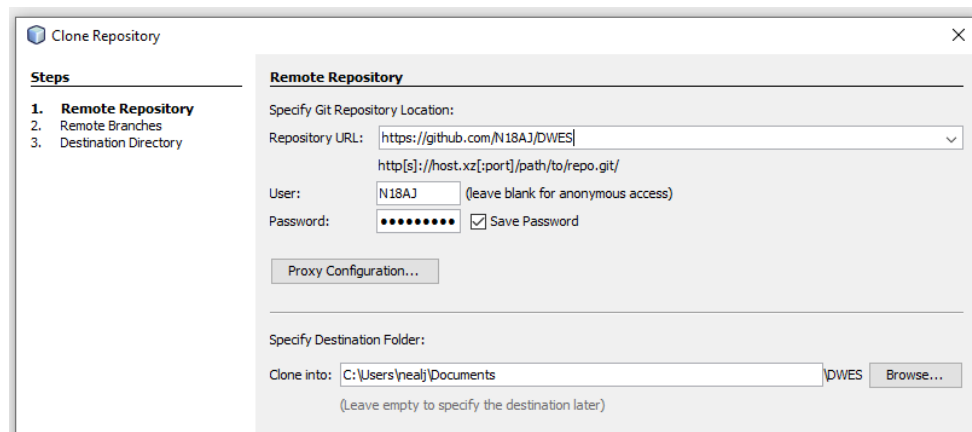 Clone Repository
Steps
1. Remote Repository
2. Remote Branches
3. Destination Directory
Remote Repository
Specify Git Repository Location:
Repository URL: https://github.com/N18AJ/DWES
http[s]://host.xz[:port]/path/to/repo.git/
User: N18AJ (leave blank for anonymous access)
Password: ●●●●●●●●● Save Password
Proxy Configuration...
Specify Destination Folder:
Clone into: C:\Users\nealj\Documents \DWES Browse...
(Leave empty to specify the destination later)